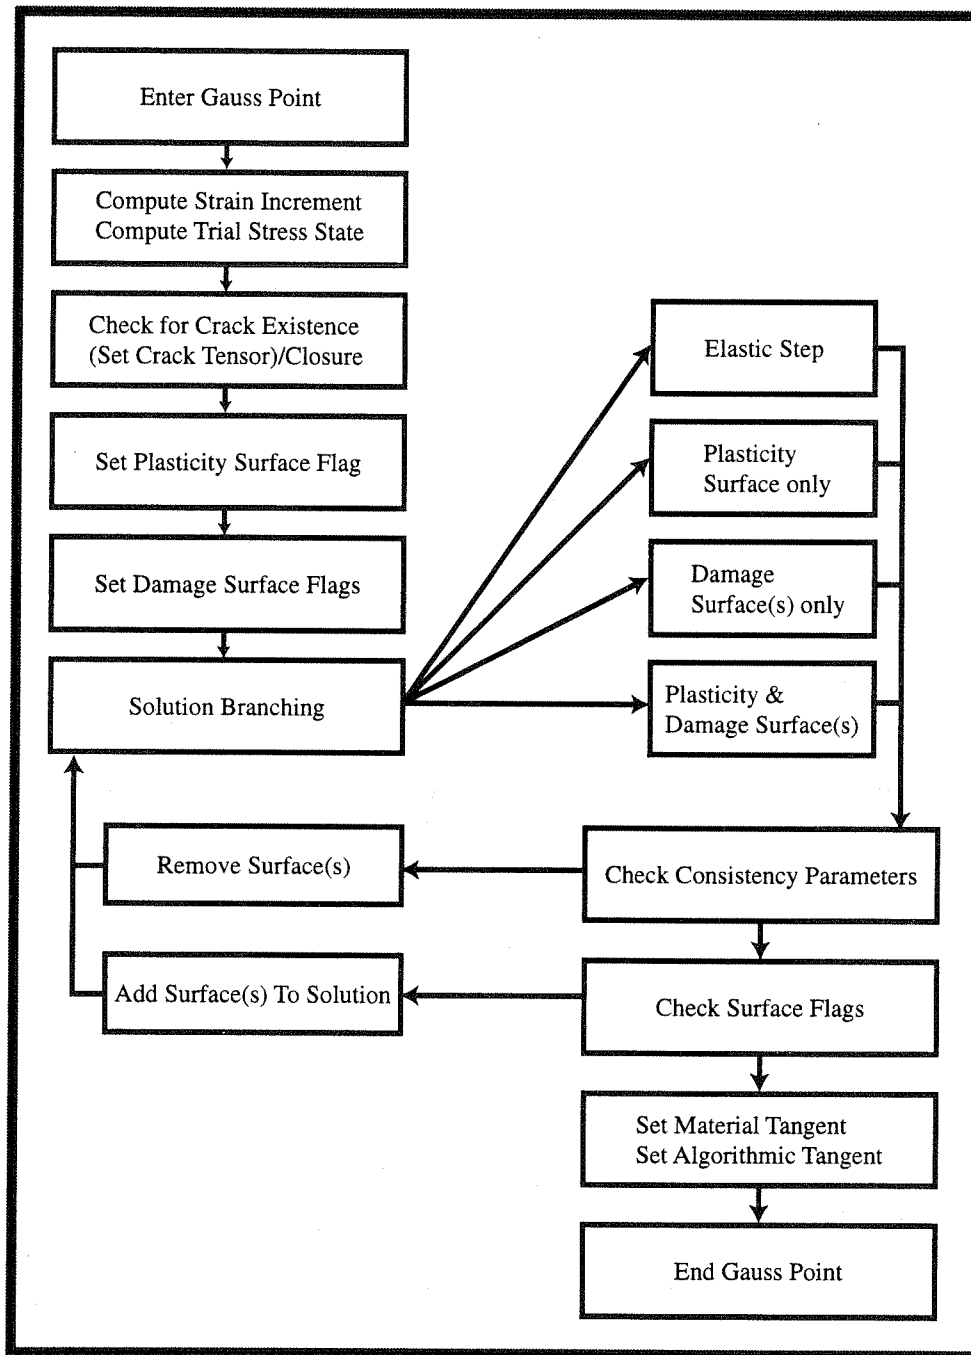 Enter Gauss Point
Compute Strain Increment
Compute Trial Stress State
Check for Crack Existence
(Set Crack Tensor)/Closure
Set Plasticity Surface Flag
Set Damage Surface Flags
Solution Branching
Elastic Step
Plasticity
Surface only
Damage
Surface(s) only
Plasticity &
Damage Surface(s)
Remove Surface(s)
Check Consistency Parameters
Add Surface(s) To Solution
Check Surface Flags
Set Material Tangent
Set Algorithmic Tangent
End Gauss Point